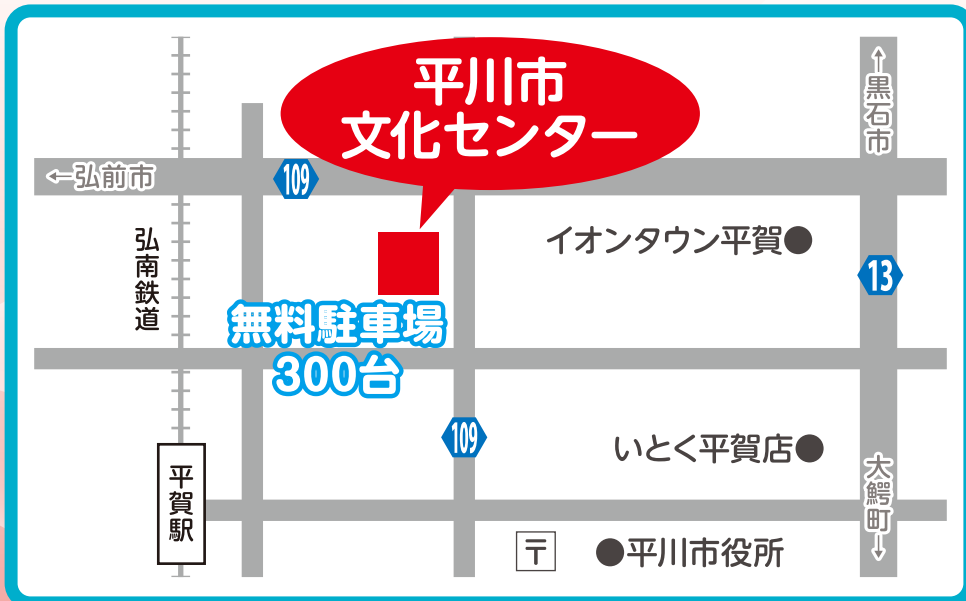 平川市
文化センター
↑黒石市
←弘前市
109
弘南鉄道
イオンタウン平賀●
13
無料駐車場
300台
109
いとく平賀店●
平賀駅
大鰐町↓
〒
●平川市役所